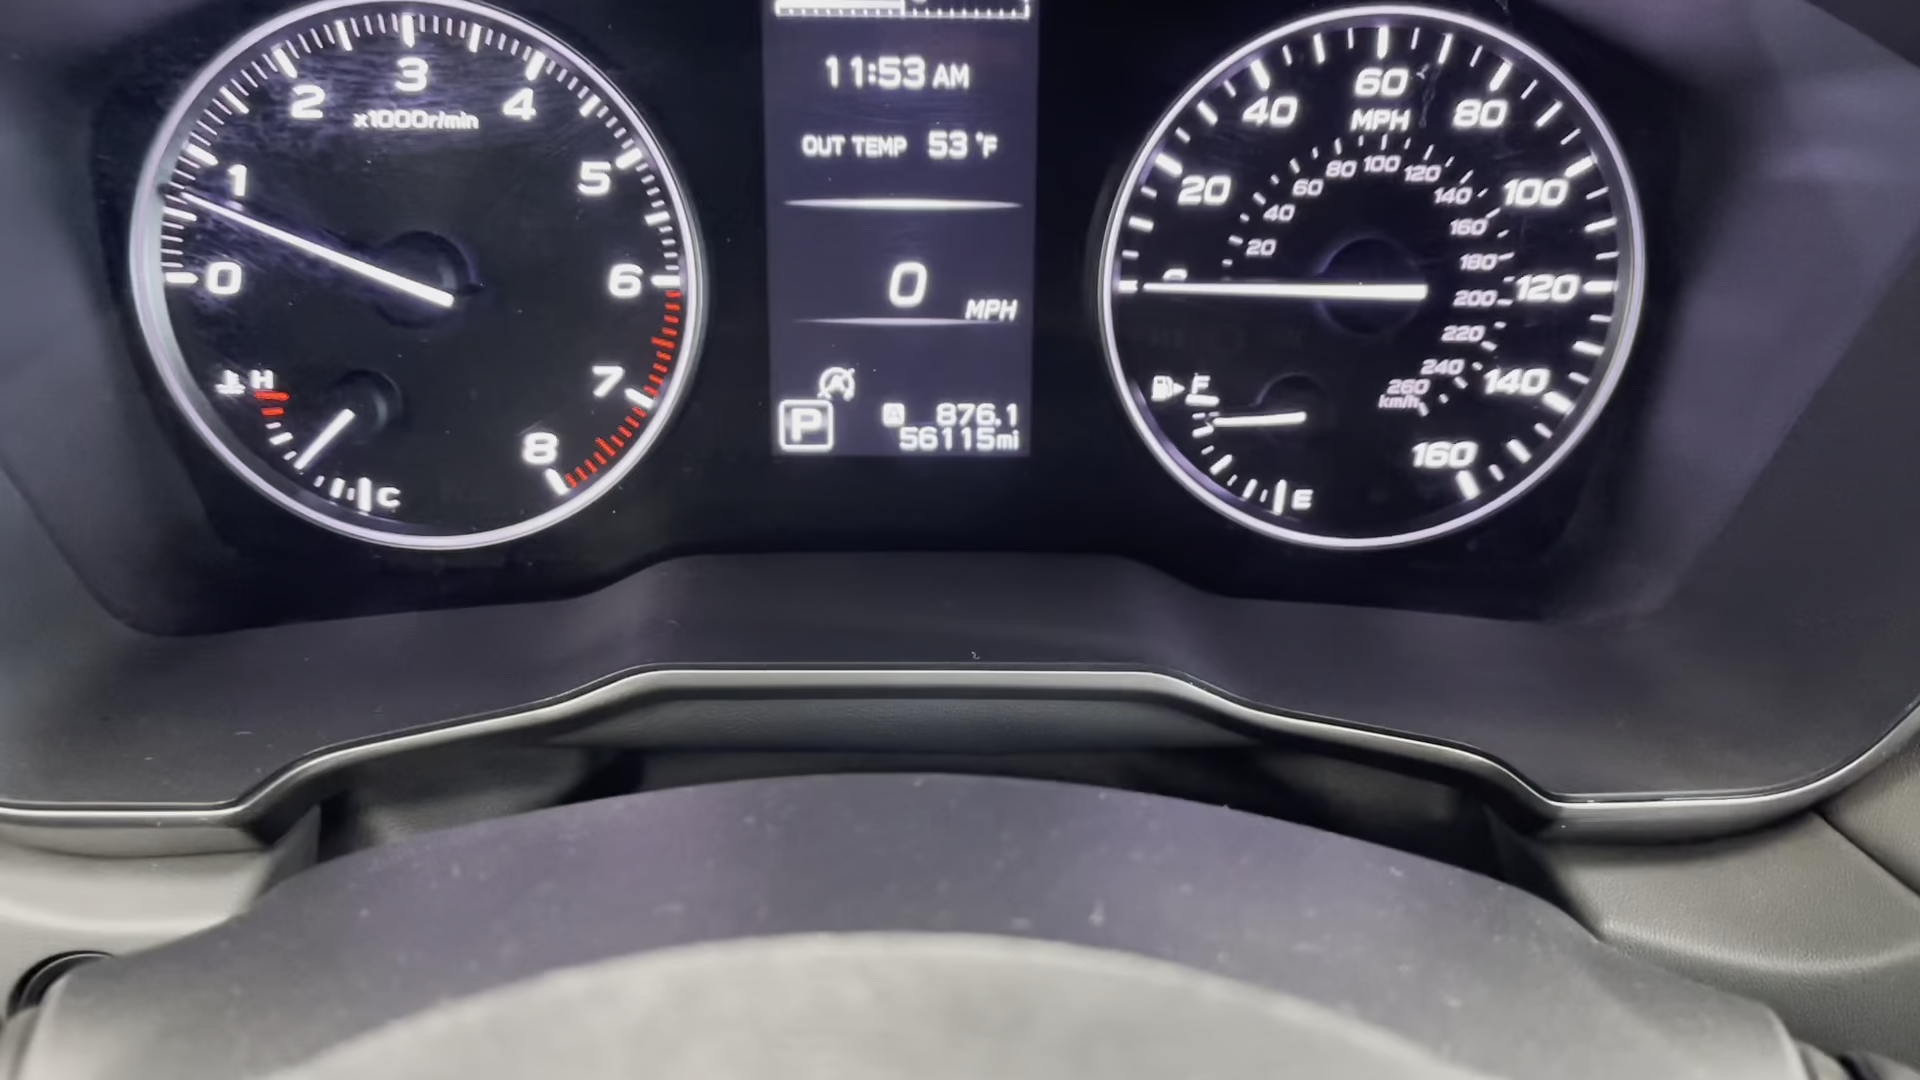 3
2
4
x1000r/min
1
5
0
6
H
7
8
C
11:53 AM
OUT TEMP 53 °F
0
MPH
P
A 876.1
56115mi
60
40
80
MPH
20
100
120
140
160
20
40
60
80
100
120
140
160
180
200
220
240
260
km/h
F
E